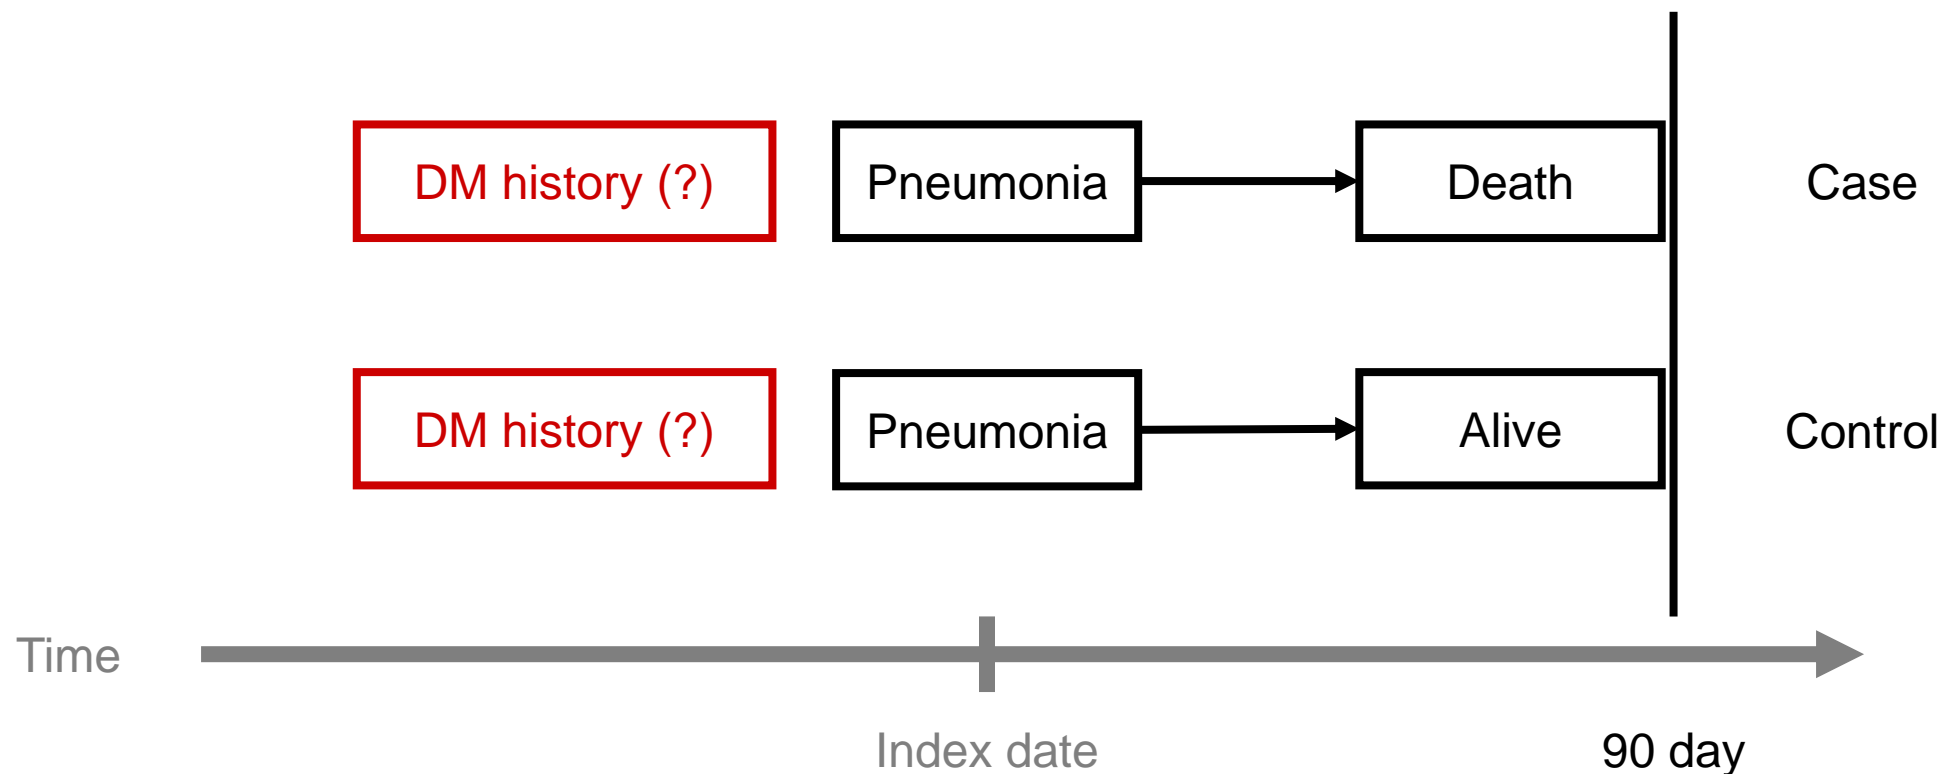 DM history (?)
Pneumonia
Death
Case
DM history (?)
Pneumonia
Alive
Control
Time
Index date
90 day